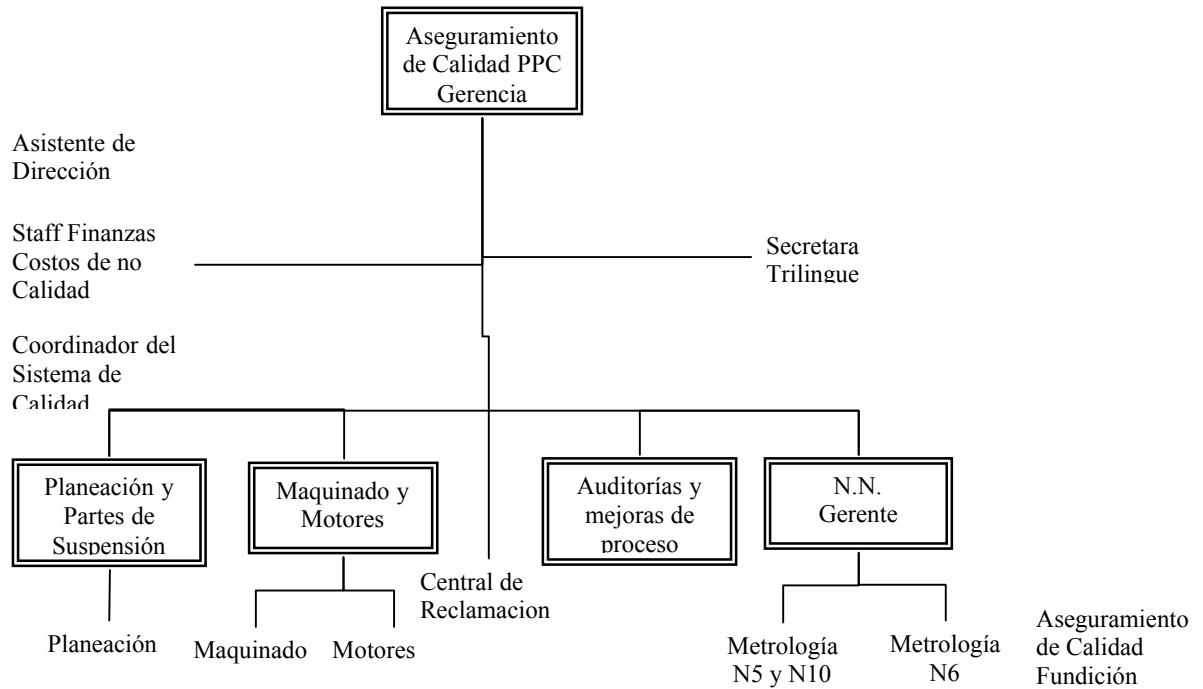 Aseguramiento
de Calidad PPC
Gerencia
Asistente de
Dirección
Staff Finanzas
Costos de no
Calidad
Secretara
Trilingue
Coordinador del
Sistema de
Calidad
Planeación y
Partes de
Suspensión
Maquinado y
Motores
Auditorías y
mejoras de
proceso
N.N.
Gerente
Central de
Reclamacion
Planeación
Maquinado
Motores
Metrología
N5 y N10
Metrología
N6
Aseguramiento
de Calidad
Fundición